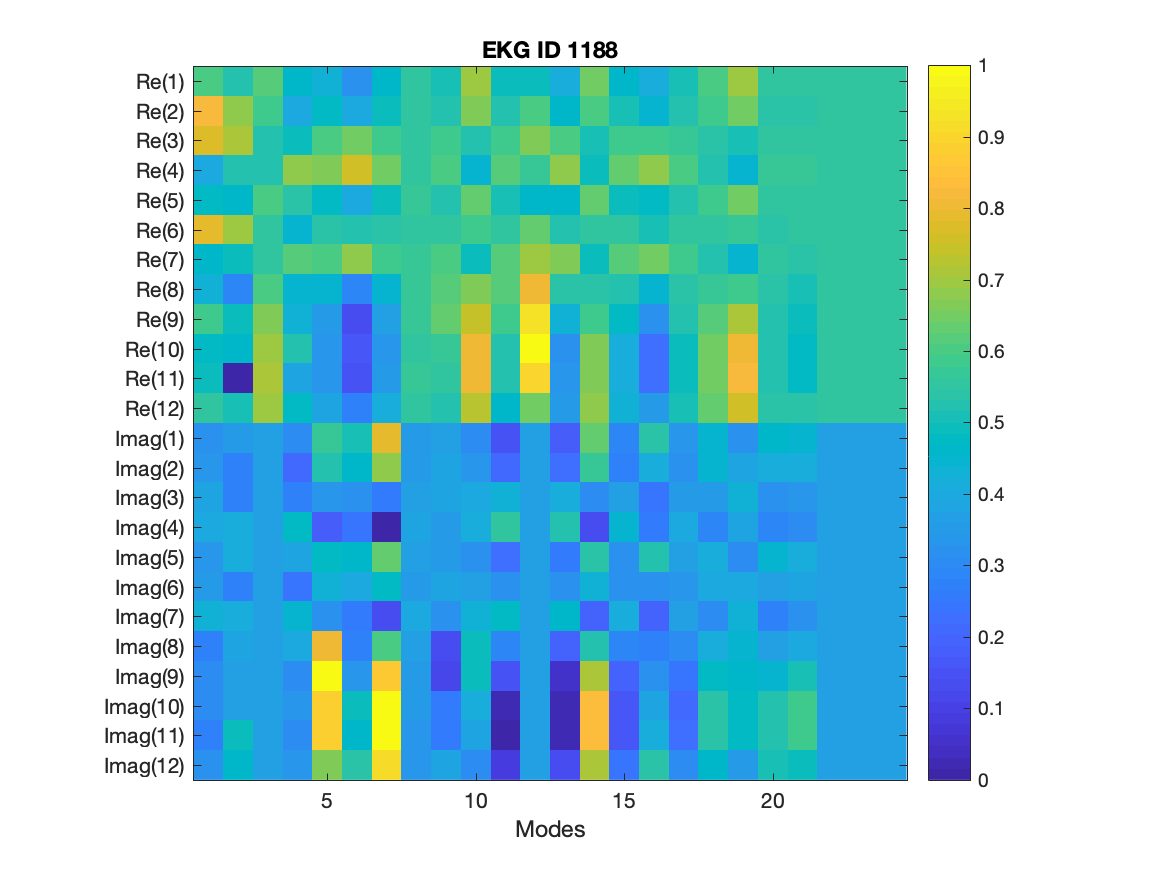 EKG ID 1188
Re(1)
Re(2)
Re(3)
Re(4)
Re(5)
Re(6)
Re(7)
Re(8)
Re(9)
Re(10)
Re(11)
Re(12)
Imag(1)
Imag(2)
Imag(3)
Imag(4)
Imag(5)
Imag(6)
Imag(7)
Imag(8)
Imag(9)
Imag(10)
Imag(11)
Imag(12)
5 10 15 20
Modes
1
0.9
0.8
0.7
0.6
0.5
0.4
0.3
0.2
0.1
0